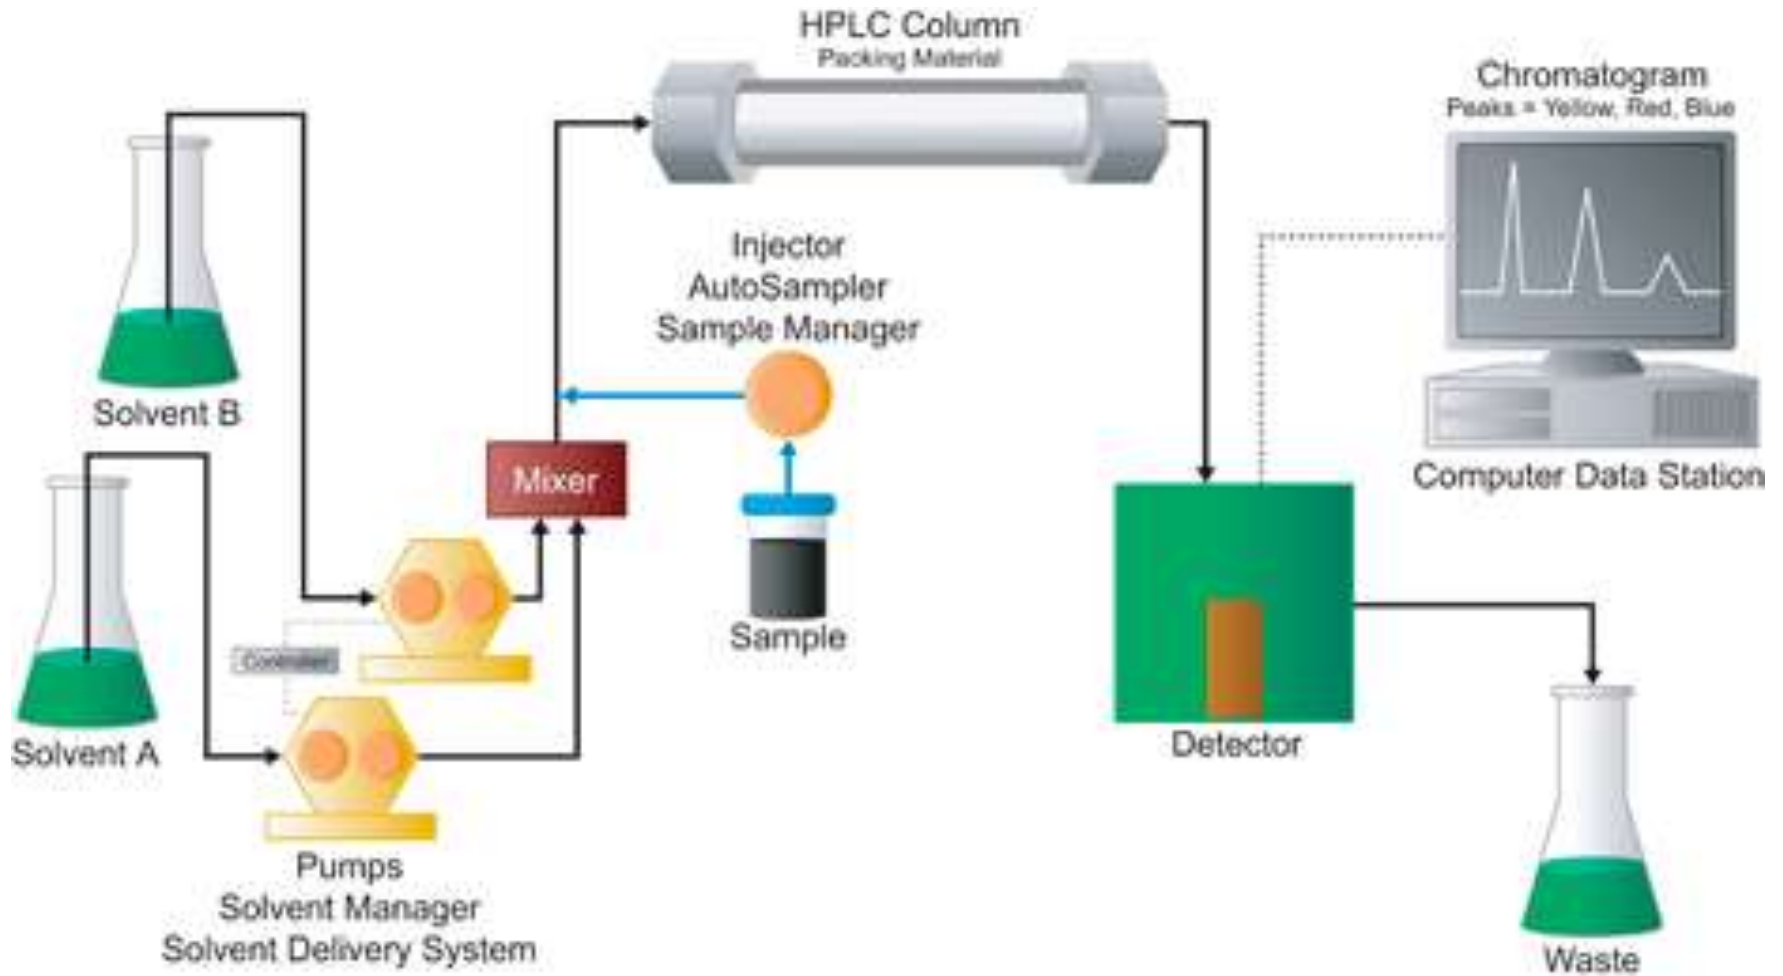 HPLC Column
Packing Material
Chromatogram
Peaks = Yellow, Red, Blue
Injector
AutoSampler
Sample Manager
Solvent B
Mixer
Computer Data Station
Sample
Controller
Solvent A
Detector
Pumps
Solvent Manager
Solvent Delivery System
Waste